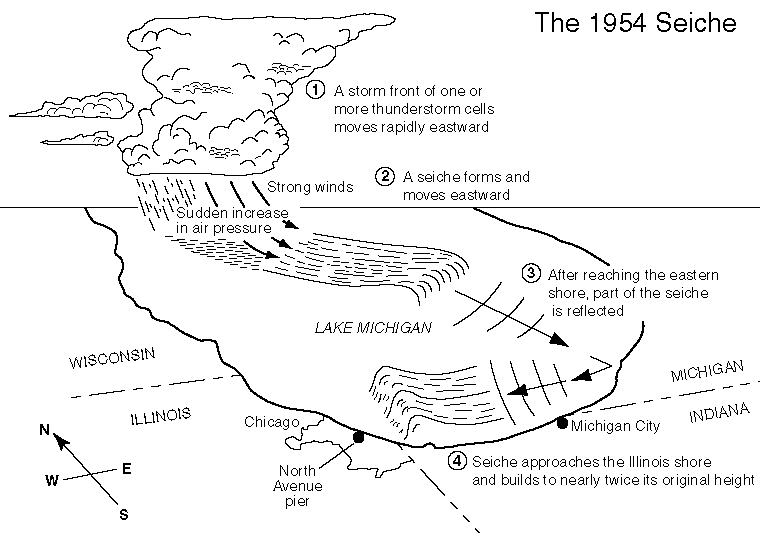 The 1954 Seiche
1 A storm front of one or
more thunderstorm cells
moves rapidly eastward
2 A seiche forms and
moves eastward
Strong winds
Sudden increase
in air pressure
3 After reaching the eastern
shore, part of the seiche
is reflected
LAKE MICHIGAN
WISCONSIN
MICHIGAN
ILLINOIS
INDIANA
Chicago
Michigan City
N
W E
S
North
Avenue
pier
4 Seiche approaches the Illinois shore
and builds to nearly twice its original height